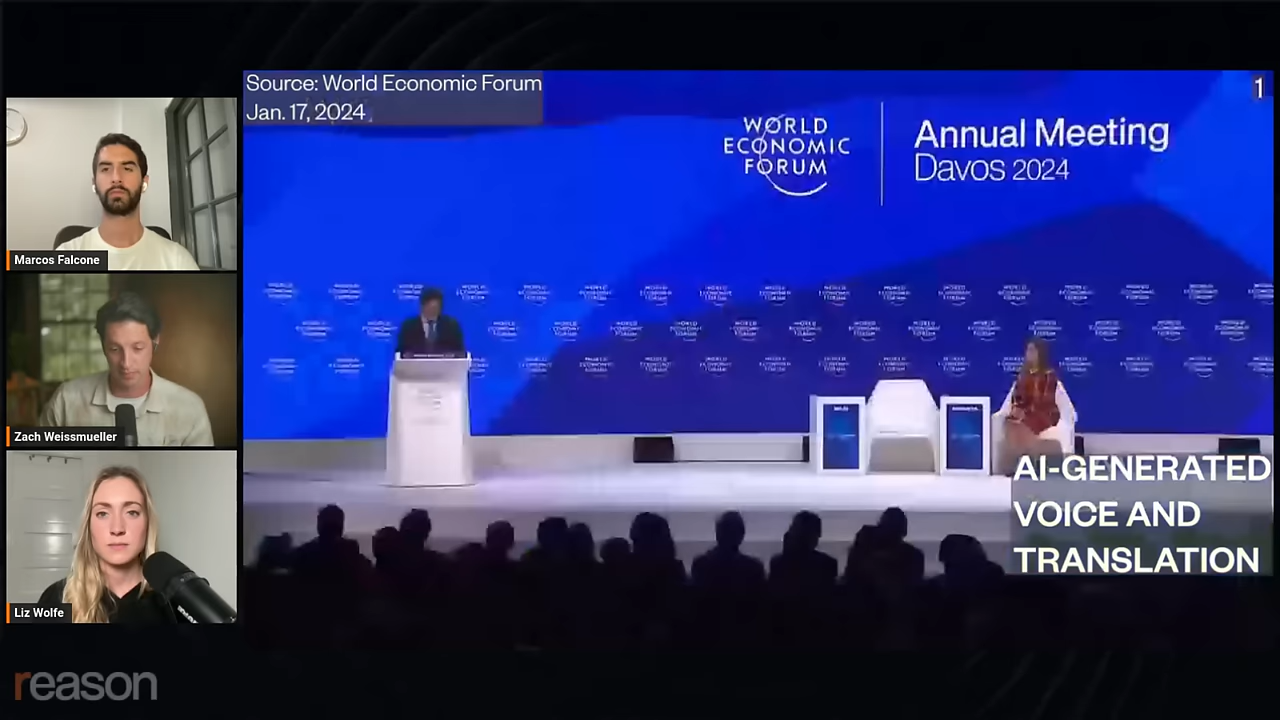 Source: World Economic Forum
Jan. 17, 2024
1
WORLD
ECONOMIC
FORUM
Annual Meeting
Davos 2024
Marcos Falcone
Zach Weissmueller
Liz Wolfe
AI-GENERATED
VOICE AND
TRANSLATION
reason